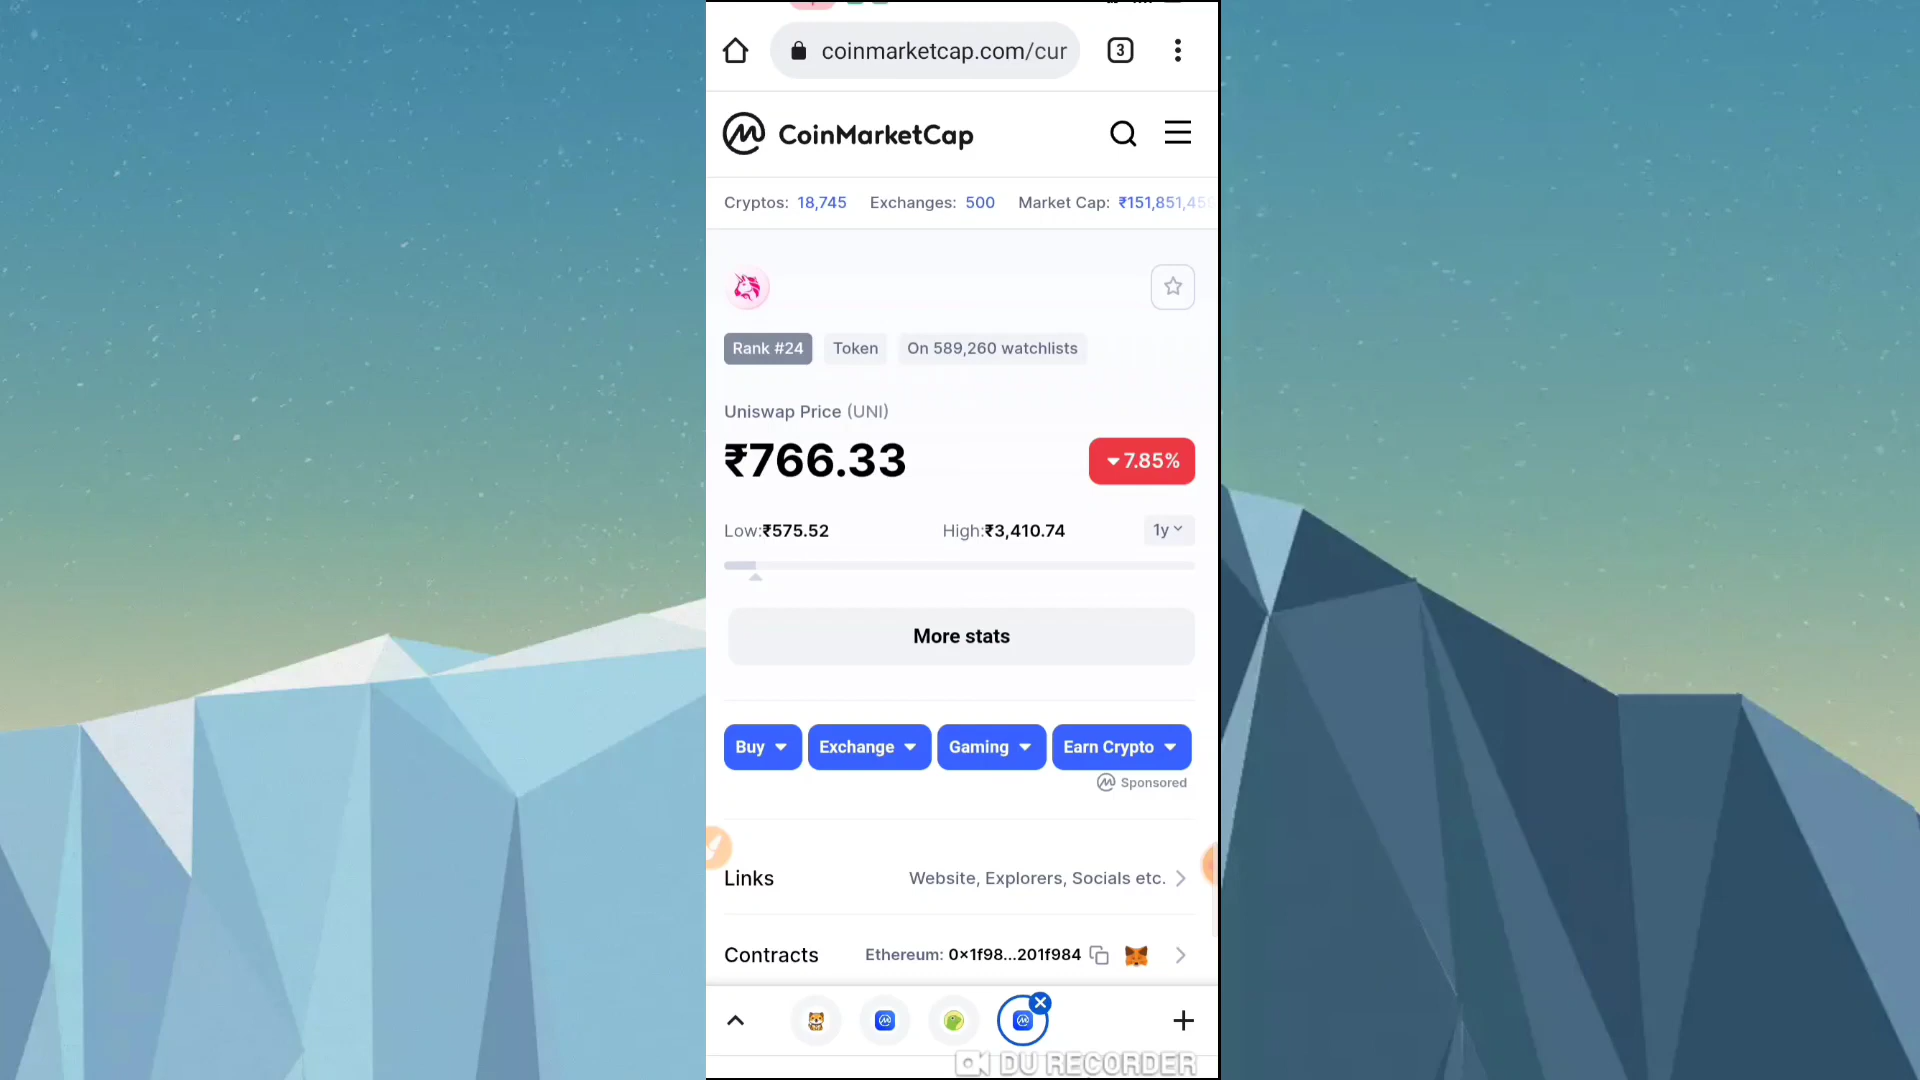 coinmarketcap.com/cur
3
CoinMarketCap
Cryptos: 18,745 Exchanges: 500 Market Cap: ₹151,851,459
Rank #24 Token On 589,260 watchlists
Uniswap Price (UNI)
₹766.33 7.85%
Low:₹575.52 High:₹3,410.74 1y
More stats
Buy Exchange Gaming Earn Crypto
Sponsored
Links Website, Explorers, Socials etc.
Contracts Ethereum: 0x1f98...201f984
DU RECORDER